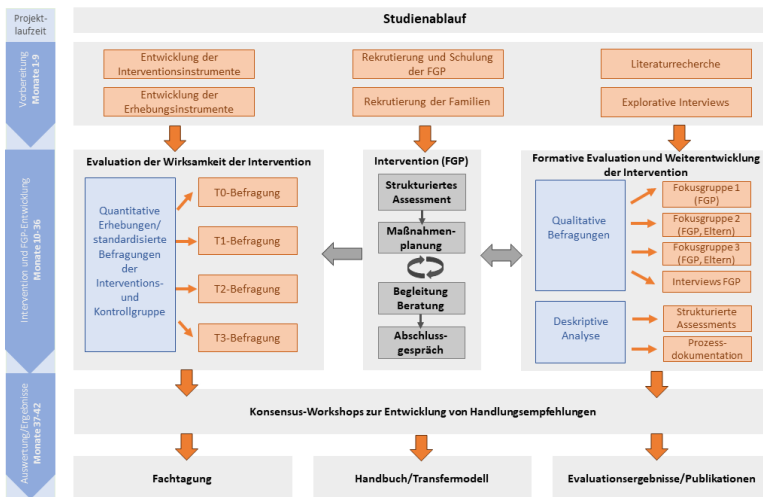 Projekt-
laufzeit
Studienablauf
Vorbereitung
Monate 1-9
Entwicklung der
Interventionsinstrumente
Entwicklung der
Erhebungsinstrumente
Rekrutierung und Schulung
der FGP
Rekrutierung der Familien
Literaturrecherche
Explorative Interviews
Intervention und FGP-Entwicklung
Monate 10-36
Evaluation der Wirksamkeit der Intervention
Quantitative
Erhebungen/
standardisierte
Befragungen
der
Interventions-
und
Kontrollgruppe
T0-Befragung
T1-Befragung
T2-Befragung
T3-Befragung
Intervention (FGP)
Strukturiertes
Assessment
Maßnahmen-
planung
Begleitung
Beratung
Abschluss-
gespräch
Formative Evaluation und Weiterentwicklung
der Intervention
Qualitative
Befragungen
Fokusgruppe 1
(FGP)
Fokusgruppe 2
(FGP, Eltern)
Fokusgruppe 3
(FGP, Eltern)
Interviews FGP
Deskriptive
Analyse
Strukturierte
Assessments
Prozess-
dokumentation
Auswertung/Ergebnisse
Monate 37-42
Konsensus-Workshops zur Entwicklung von Handlungsempfehlungen
Fachtagung
Handbuch/Transfermodell
Evaluationsergebnisse/Publikationen